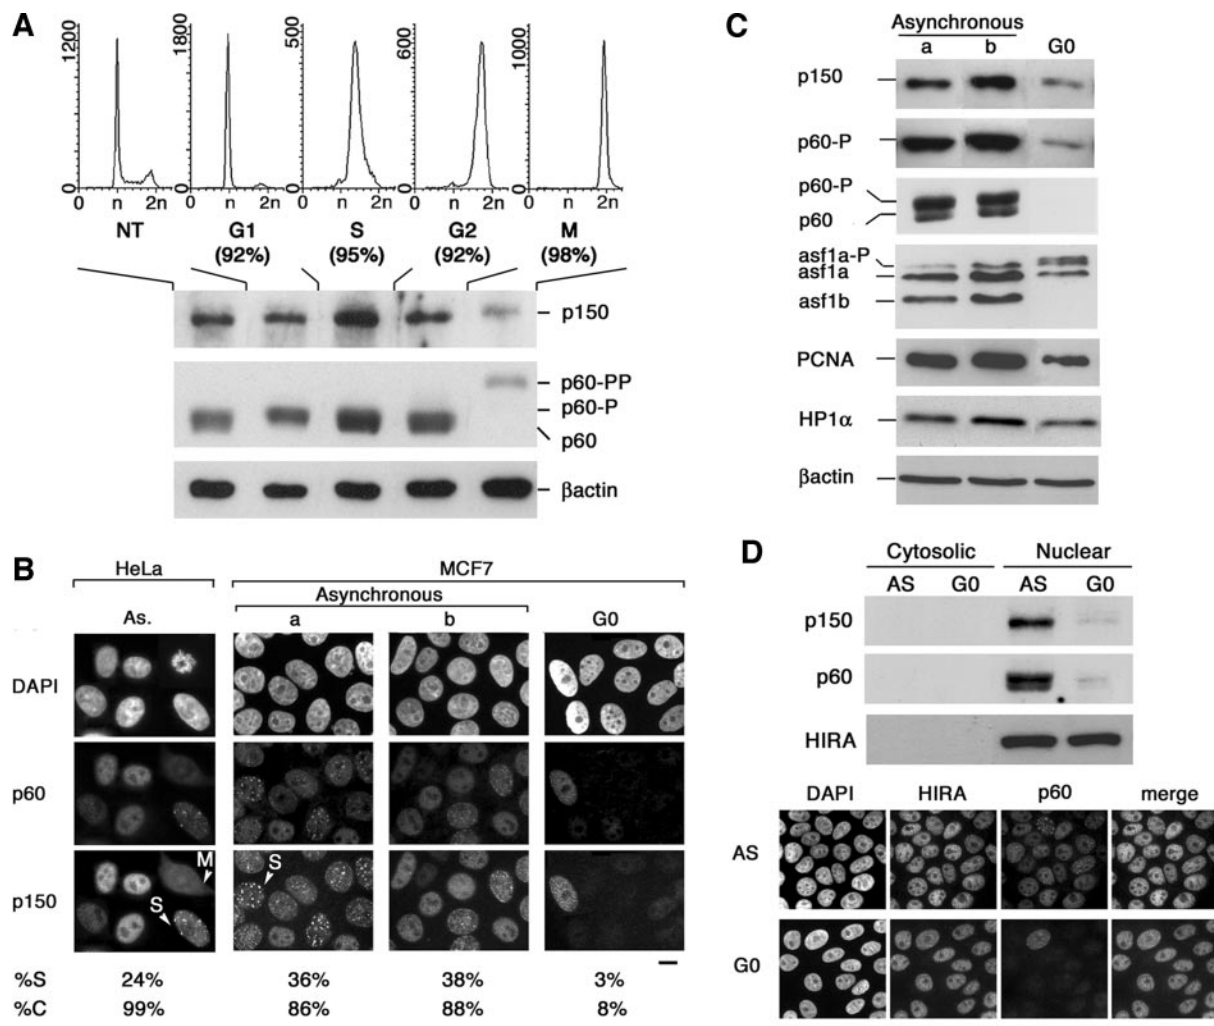 A
1200
0
0 n 2n
1800
0
0 n 2n
500
0
0 n 2n
600
0
0 n 2n
1000
0
0 n 2n
NT G1 S G2 M
(92%) (95%) (92%) (98%)
p150
p60-PP
p60-P
p60
βactin
B
HeLa MCF7
Asynchronous
As. a b G0
DAPI
p60
p150
M
S
S
%S 24% 36% 38% 3%
%C 99% 86% 88% 8%
C
Asynchronous
a b G0
p150
p60-P
p60-P
p60
asf1a-P
asf1a
asf1b
PCNA
HP1α
βactin
D
Cytosolic Nuclear
AS G0 AS G0
p150
p60
HIRA
DAPI HIRA p60 merge
AS
G0